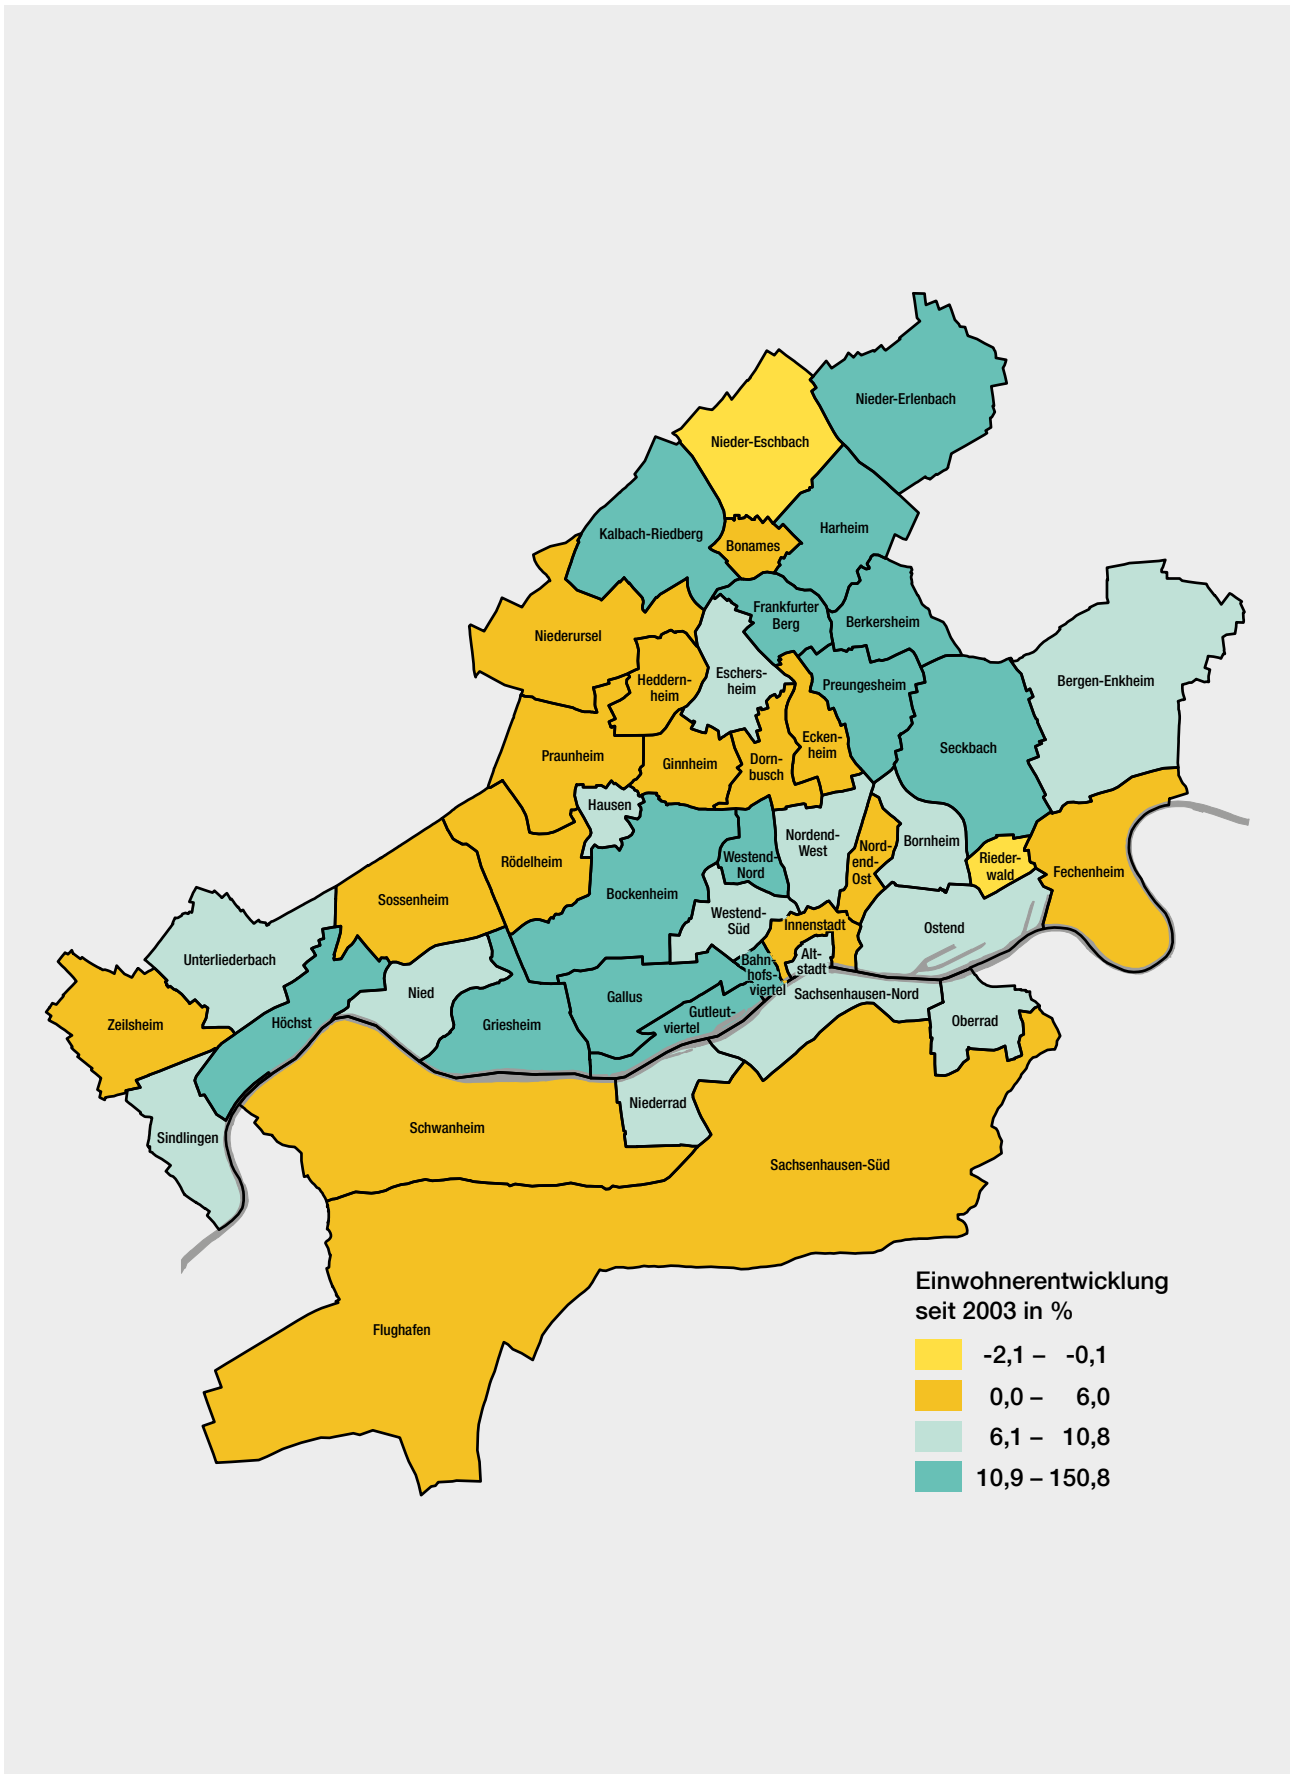 Nieder-Erlenbach
Nieder-Eschbach
Harheim
Kalbach-Riedberg
Bonames
Frankfurter
Berg
Berkersheim
Niederursel
Eschers-
heim
Heddern-
heim
Preungesheim
Bergen-Enkheim
Eckenheim
Seckbach
Praunheim
Ginnheim
Dorn-
busch
Hausen
Nordend-
West
Bornheim
Nord-
end-
Ost
Westend-
Nord
Rödelheim
Rieder-
wald
Fechenheim
Bockenheim
Sossenheim
Westend-
Süd
Innenstadt
Ostend
Unterliederbach
Alt-
stadt
Bahn-
hofs-
viertel
Nied
Gallus
Sachsenhausen-Nord
Gutleut-
viertel
Zeilsheim
Höchst
Griesheim
Oberrad
Niederrad
Schwanheim
Sindlingen
Sachsenhausen-Süd
Flughafen
Einwohnerentwicklung
seit 2003 in %
-2,1 – -0,1
0,0 – 6,0
6,1 – 10,8
10,9 – 150,8